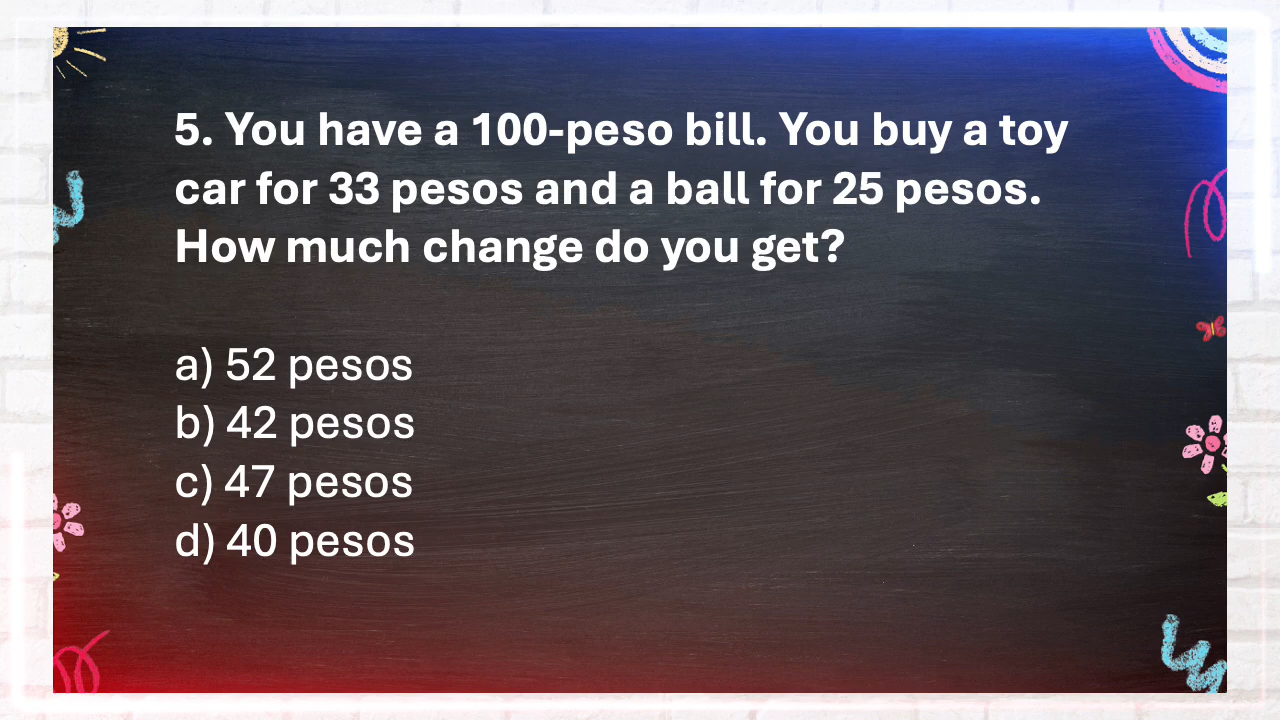 5. You have a 100-peso bill. You buy a toy
car for 33 pesos and a ball for 25 pesos.
How much change do you get?
a) 52 pesos
b) 42 pesos
c) 47 pesos
d) 40 pesos